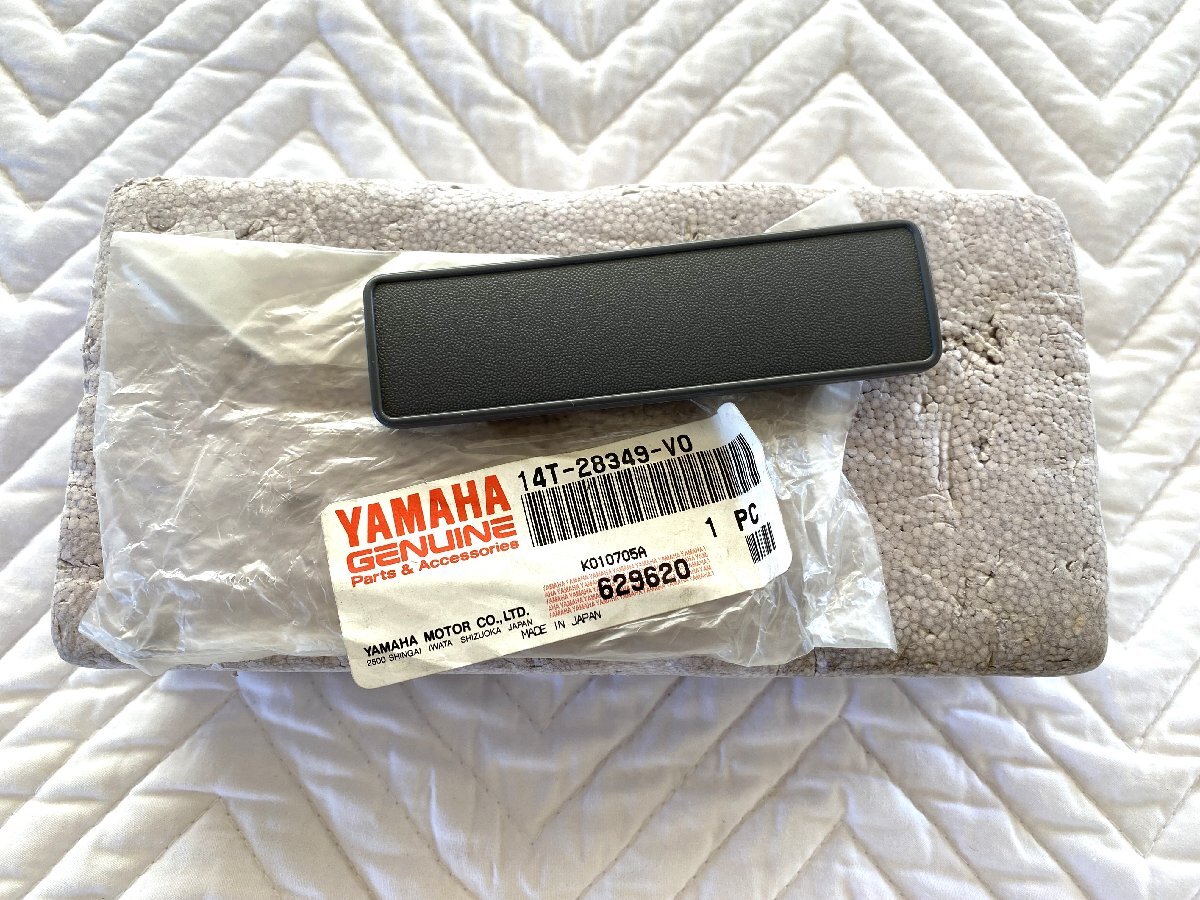 14T-28349-V0
YAMAHA
GENUINE
Parts & Accessories
1 PC
K010705A
629620
YAMAHA MOTOR CO.,LTD.
2500 SHINGAI IWATA SHIZUOKA JAPAN
MADE IN JAPAN